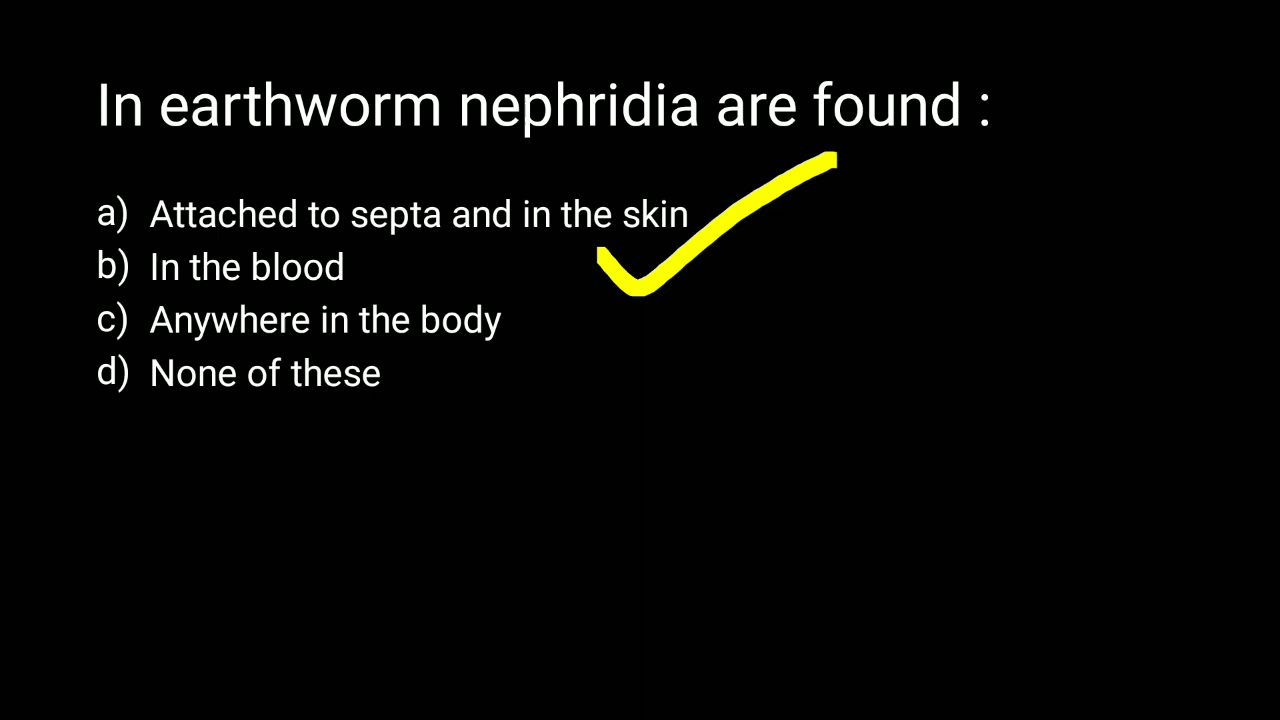 In earthworm nephridia are found :
a) Attached to septa and in the skin
b) In the blood
c) Anywhere in the body
d) None of these